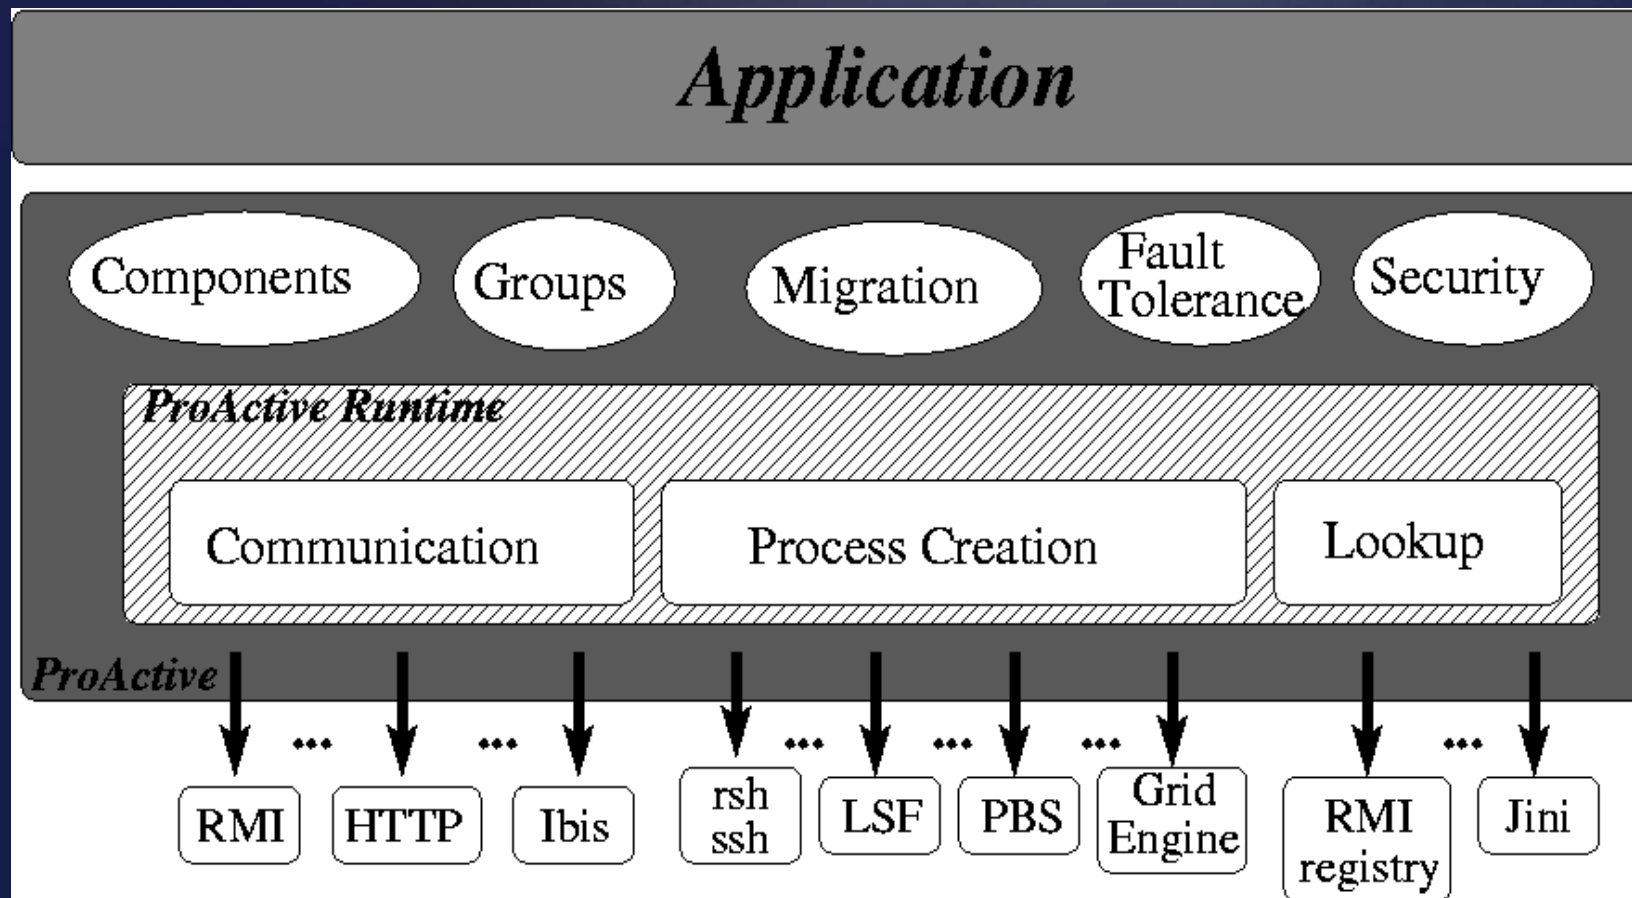 Application
Components
Groups
Migration
Fault
Tolerance
Security
ProActive Runtime
Communication
Process Creation
Lookup
ProActive
... ... ... ... ... ...
RMI
HTTP
Ibis
rsh
ssh
LSF
PBS
Grid
Engine
RMI
registry
Jini